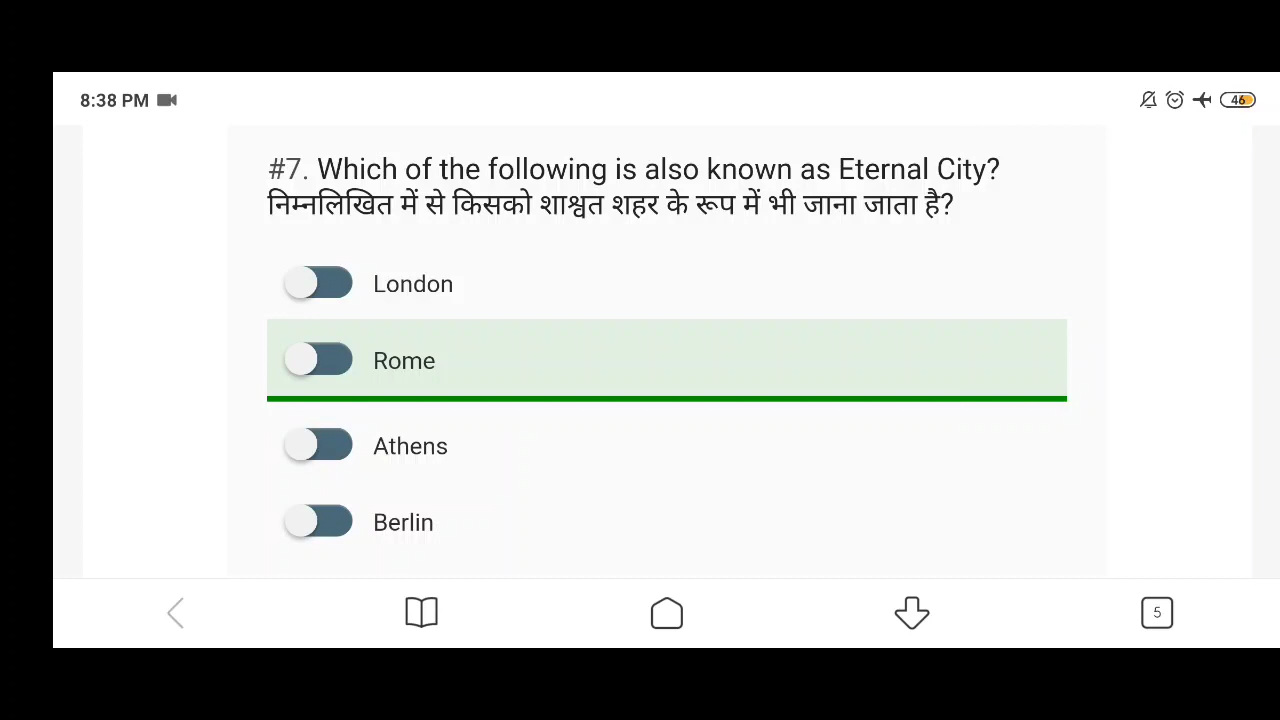 8:38 PM
46
#7. Which of the following is also known as Eternal City?
निम्नलिखित में से किसको शाश्वत शहर के रूप में भी जाना जाता है?
London
Rome
Athens
Berlin
5